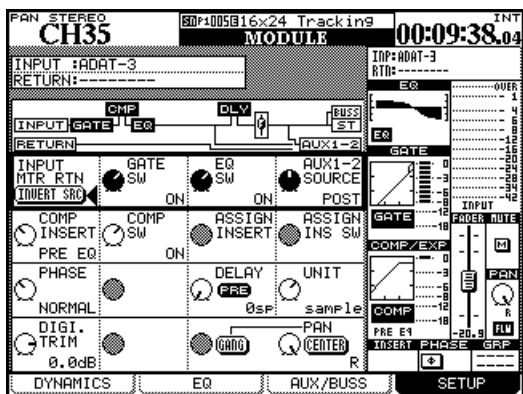 PAN STEREO
CH35
P1005 16x24 Tracking
MODULE
INT
00:09:38.04
INPUT :ADAT-3
RETURN:---------
INP:ADAT-3
RTN:--------
EQ
OVER
CMP
DLY
BUSS
INPUT GATE EQ
Φ
ST
RETURN
AUX1-2
EQ
GATE
INPUT
MTR RTN
INVERT SRC
GATE
SW
ON
EQ
SW
ON
AUX1-2
SOURCE
POST
GATE
INPUT
FADER MUTE
M
COMP
INSERT
PRE EQ
COMP
SW
ON
ASSIGN
INSERT
ASSIGN
INS SW
COMP/EXP
PHASE
NORMAL
DELAY
PRE
0sp
UNIT
sample
PAN
R
FLW
COMP
PRE EQ
-20.9
DIGI.
TRIM
0.0dB
GANG
PAN
CENTER
R
INSERT PHASE GRP
Φ
DYNAMICS
EQ
AUX/BUSS
SETUP